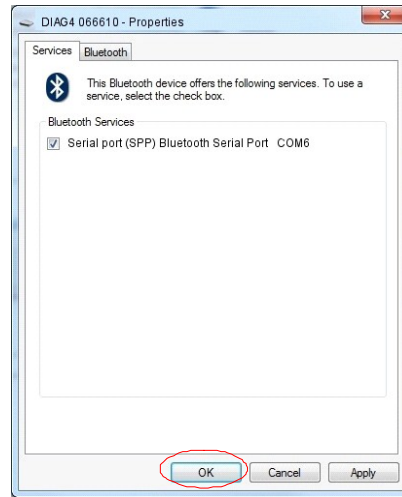 DIAG4 066610 - Properties
Services Bluetooth
This Bluetooth device offers the following services. To use a
service, select the check box.
Bluetooth Services
Serial port (SPP) Bluetooth Serial Port COM6
OK Cancel Apply